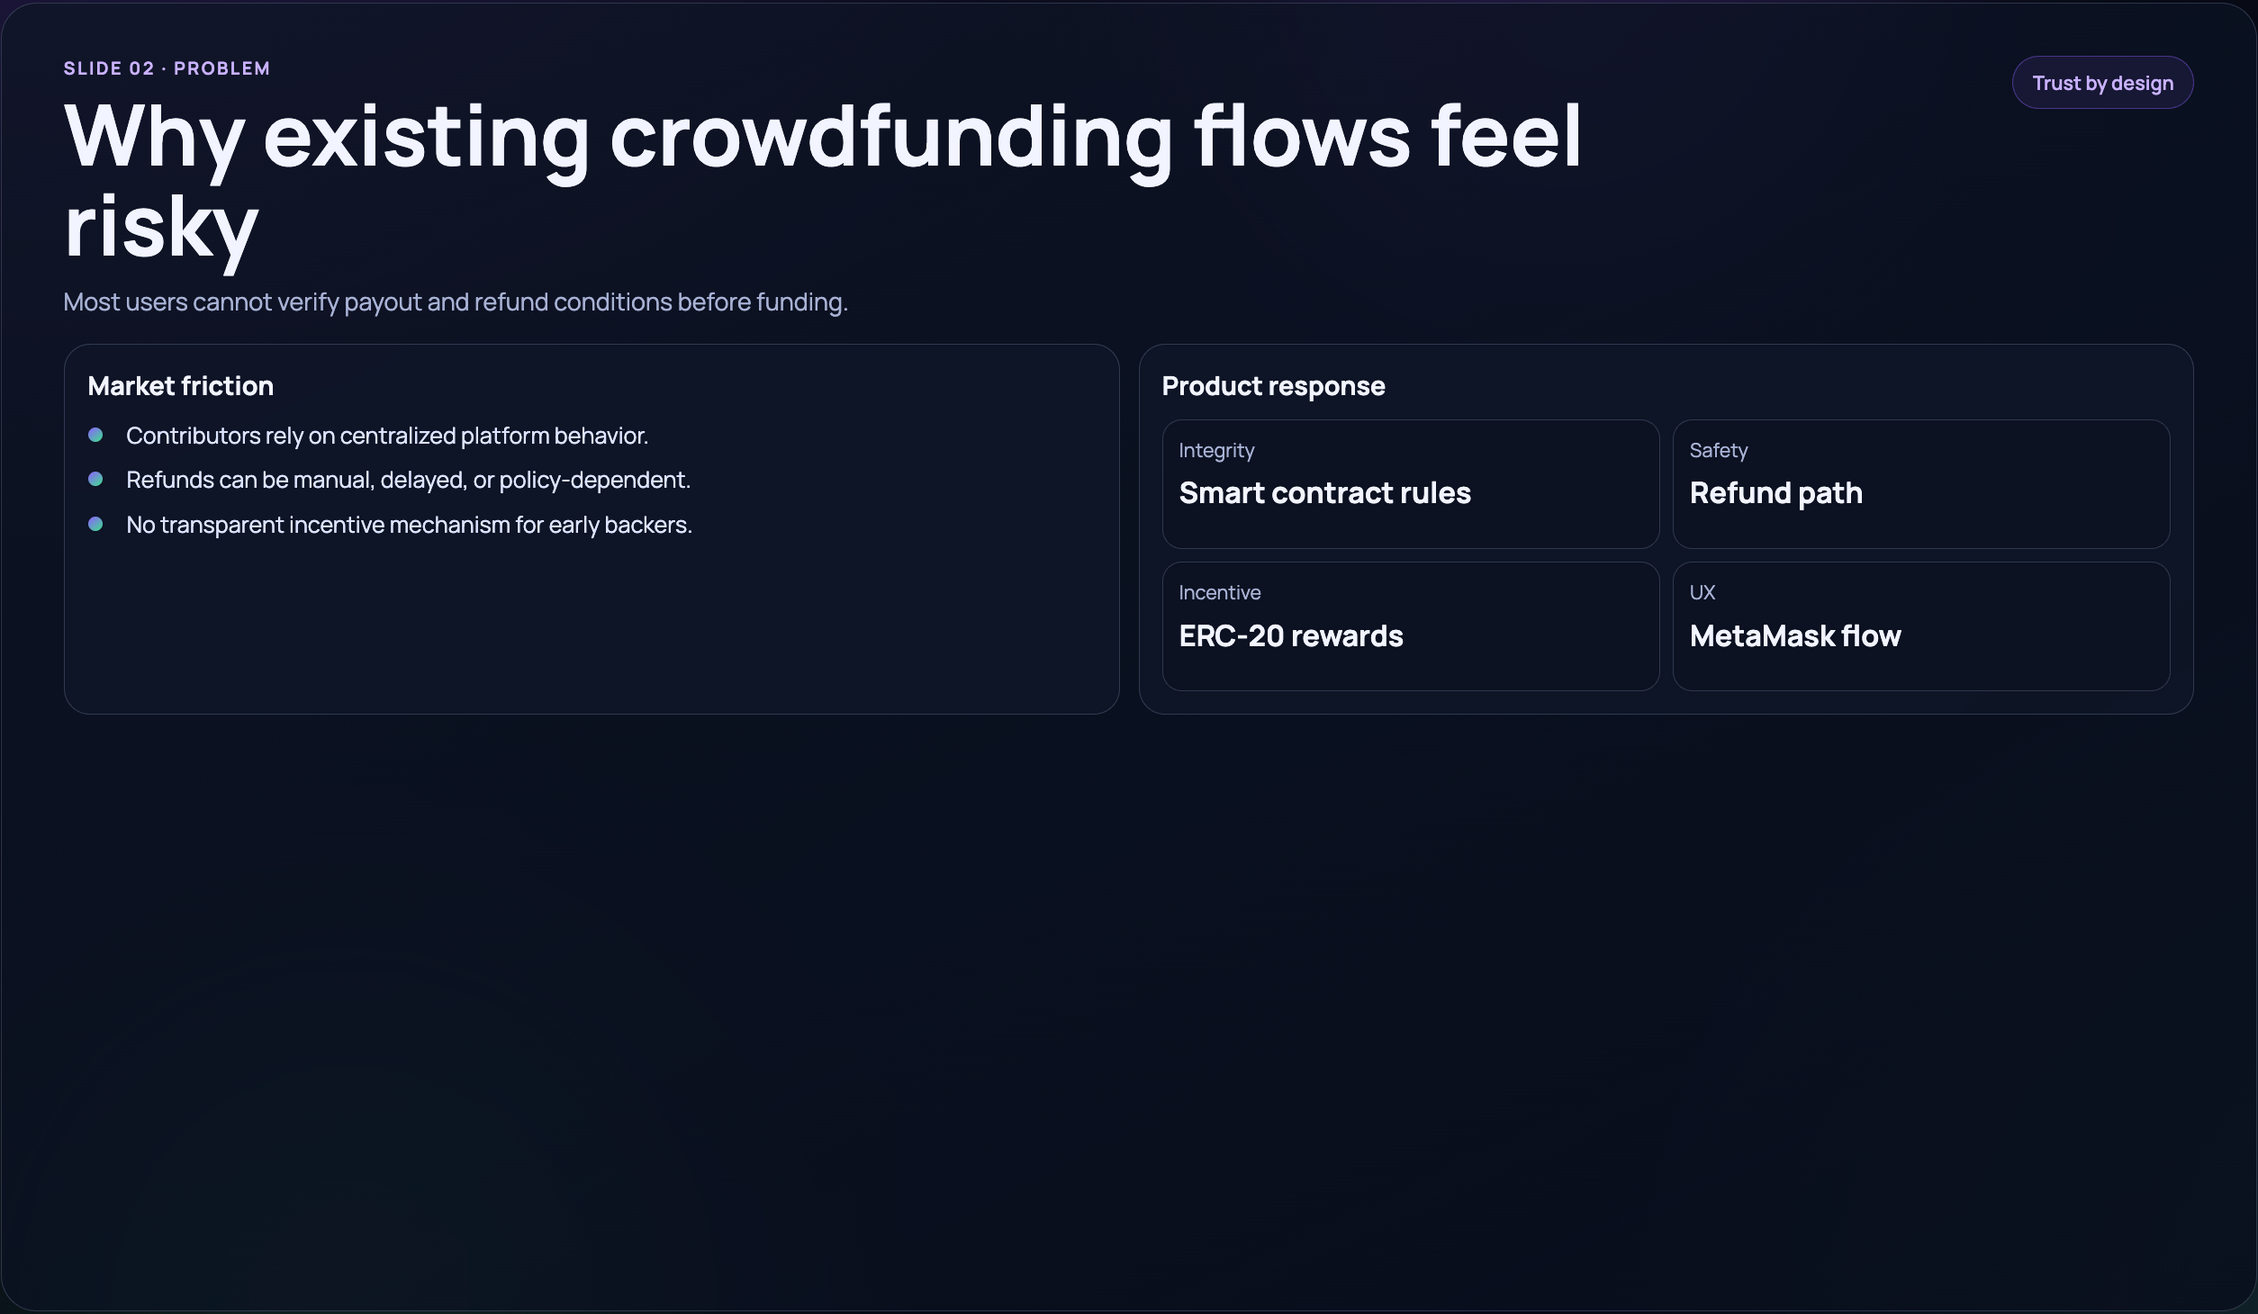 SLIDE 02 · PROBLEM
Trust by design
Why existing crowdfunding flows feel
risky
Most users cannot verify payout and refund conditions before funding.
Market friction
Contributors rely on centralized platform behavior.
Refunds can be manual, delayed, or policy-dependent.
No transparent incentive mechanism for early backers.
Product response
Integrity
Smart contract rules
Safety
Refund path
Incentive
ERC-20 rewards
UX
MetaMask flow